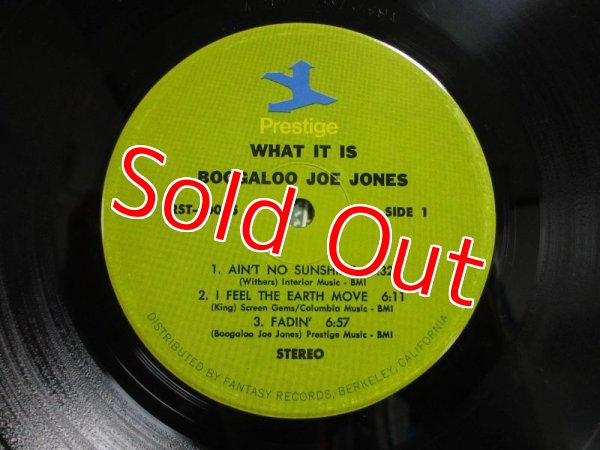 Prestige
WHAT IT IS
BOOGALOO JOE JONES
SIDE 1
Sold Out
1. AIN'T NO
(Withers) Interior Music - BMI
2. I FEEL THE EARTH MOVE 6:11
(King) Screen Gems/Columbia Music - BMI
3. FADIN' 6:57
(Boogaloo Joe Jones) Prestige Music - BMI
STEREO
DISTRIBUTED BY FANTASY RECORDS, BERKELEY, CALIFORNIA